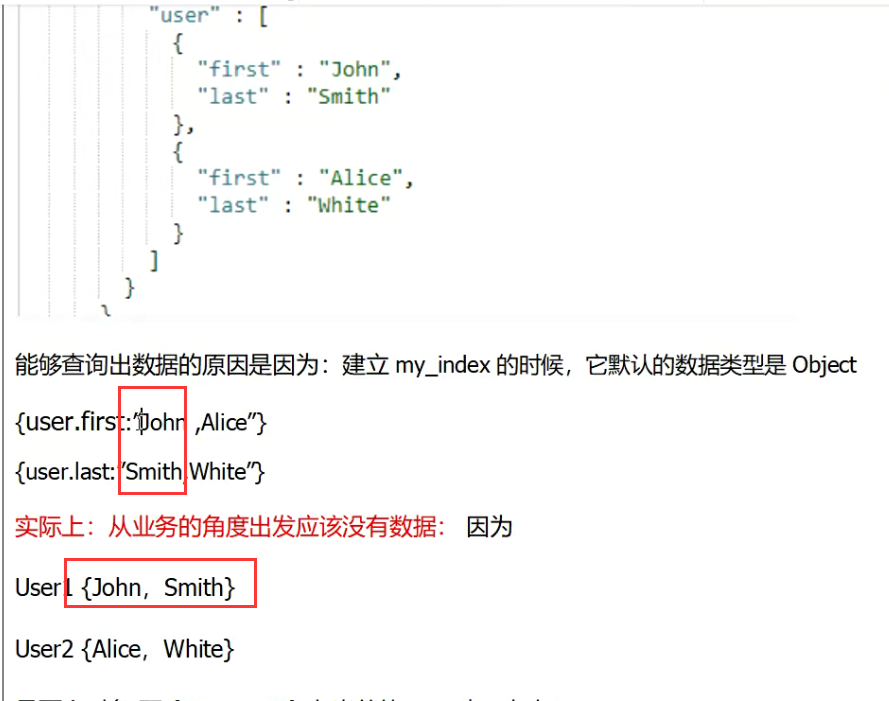 "user" : [
{
"first" : "John",
"last" : "Smith"
},
{
"first" : "Alice",
"last" : "White"
}
]
}
}
能够查询出数据的原因是因为：建立 my_index 的时候，它默认的数据类型是 Object
{user.first:”John ,Alice”}
{user.last:”Smith,White”}
实际上：从业务的角度出发应该没有数据： 因为
User1 {John，Smith}
User2 {Alice，White}